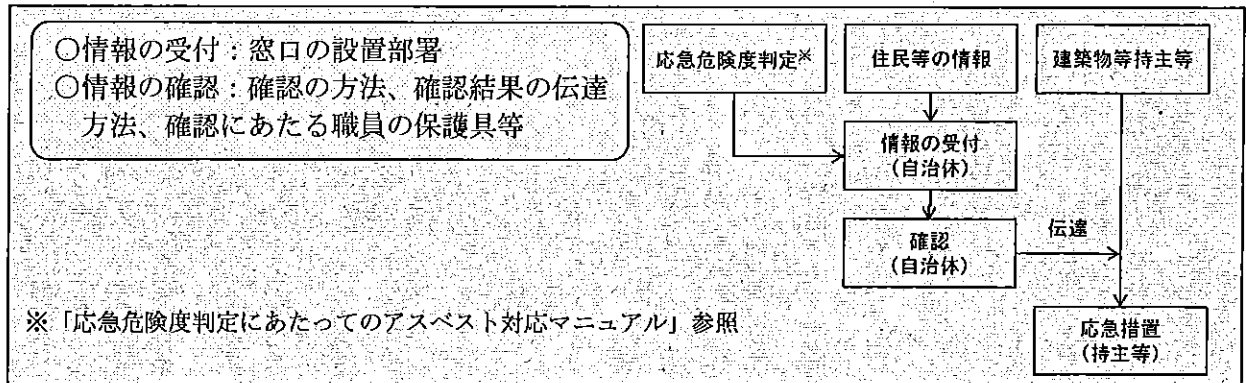 ○情報の受付：窓口の設置部署
○情報の確認：確認の方法、確認結果の伝達
方法、確認にあたる職員の保護具等
応急危険度判定※
住民等の情報
建築物等持主等
情報の受付
(自治体)
確認
(自治体)
伝達
応急措置
(持主等)
※「応急危険度判定にあたってのアスベスト対応マニュアル」参照